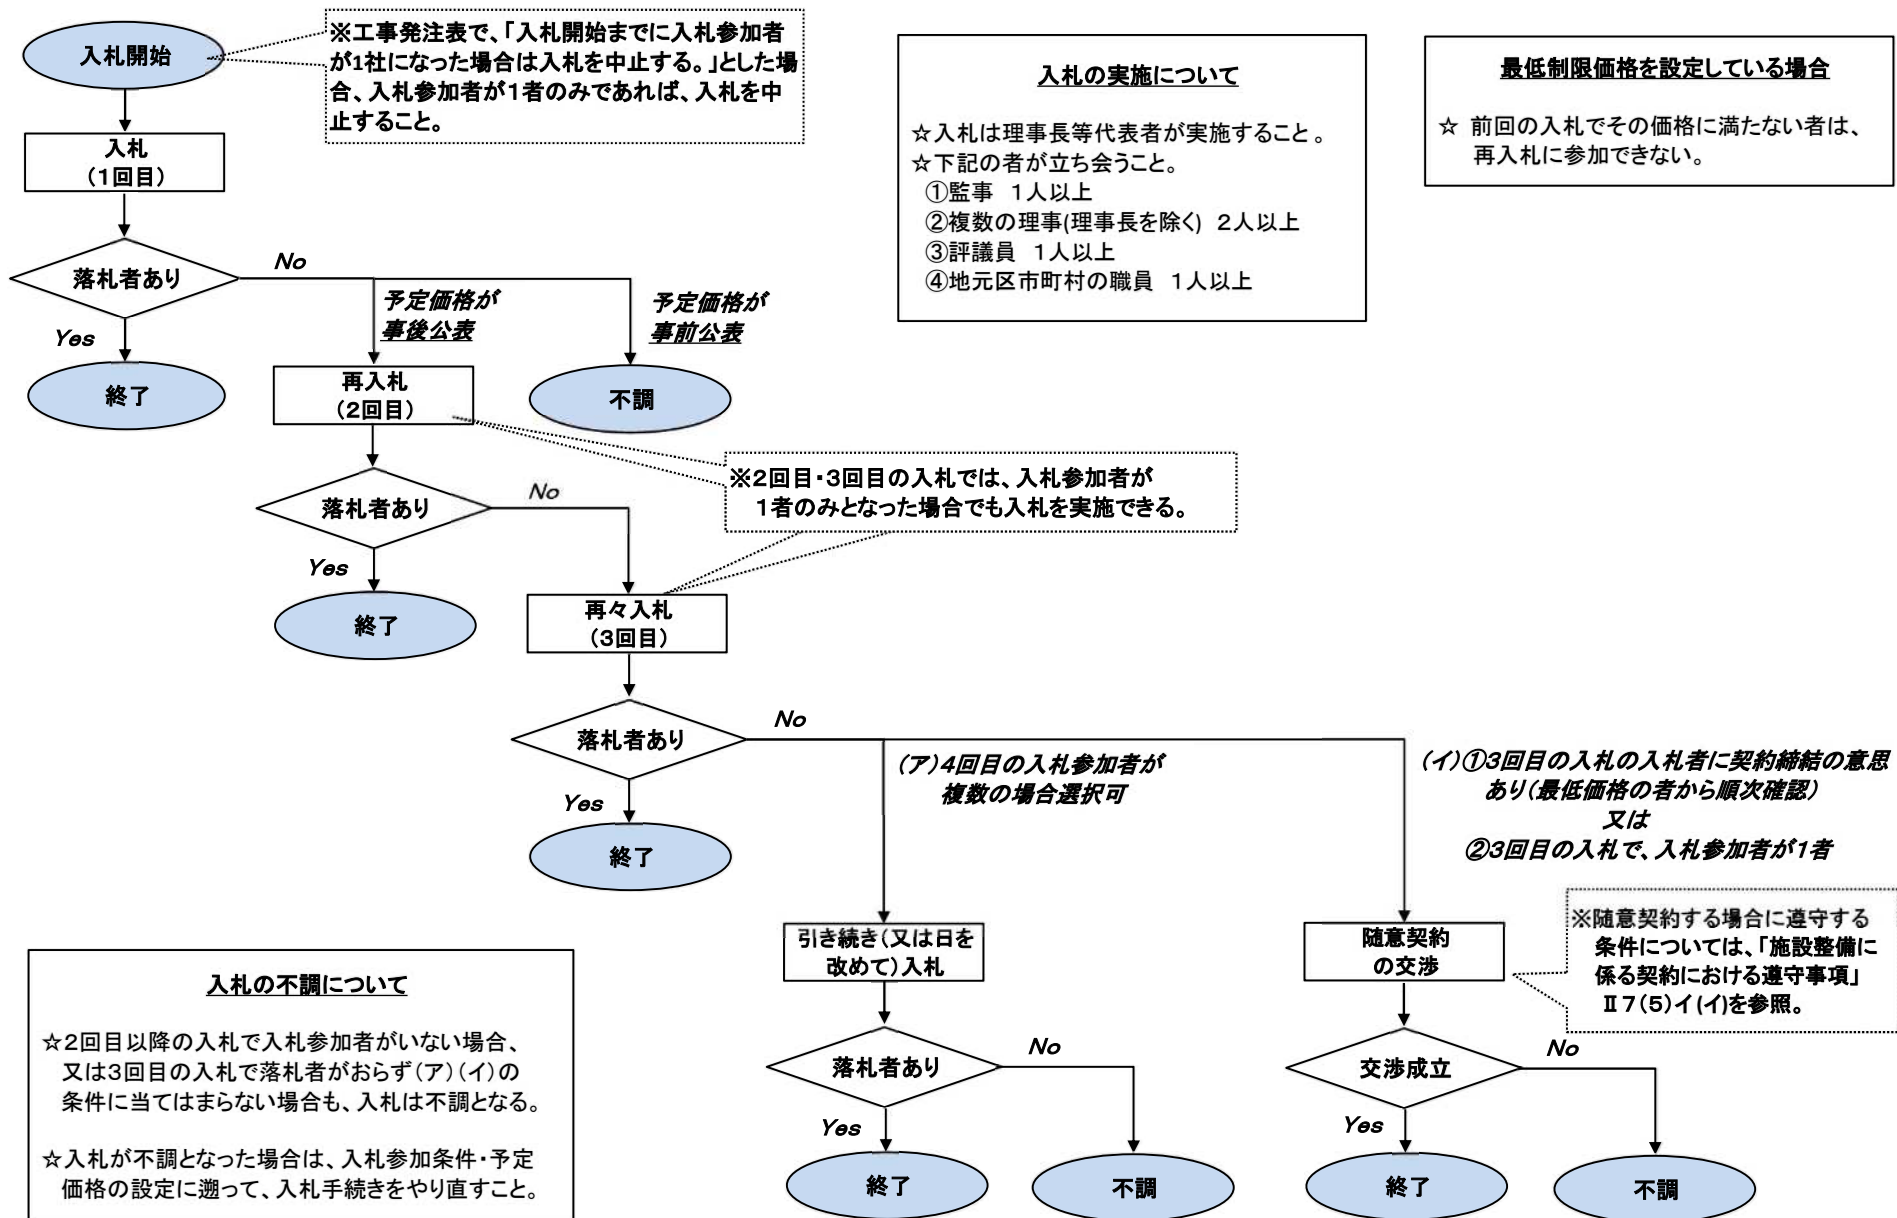 入札開始
※工事発注表で、「入札開始までに入札参加者
が1社になった場合は入札を中止する。」とした場
合、入札参加者が1者のみであれば、入札を中
止すること。
入札の実施について
☆入札は理事長等代表者が実施すること。
☆下記の者が立ち会うこと。
①監事　1人以上
②複数の理事(理事長を除く)　2人以上
③評議員　1人以上
④地元区市町村の職員　1人以上
最低制限価格を設定している場合
☆ 前回の入札でその価格に満たない者は、
再入札に参加できない。
入札
(1回目)
落札者あり
No
Yes
終了
予定価格が
事後公表
予定価格が
事前公表
再入札
(2回目)
不調
※2回目・3回目の入札では、入札参加者が
1者のみとなった場合でも入札を実施できる。
落札者あり
No
Yes
終了
再々入札
(3回目)
落札者あり
No
Yes
終了
(ア)4回目の入札参加者が
複数の場合選択可
(イ)①3回目の入札の入札者に契約締結の意思
あり(最低価格の者から順次確認)
又は
②3回目の入札で、入札参加者が1者
引き続き(又は日を
改めて)入札
随意契約
の交渉
※随意契約する場合に遵守する
条件については、「施設整備に
係る契約における遵守事項」
Ⅱ7(5)イ(イ)を参照。
落札者あり
No
Yes
終了
不調
交渉成立
No
Yes
終了
不調
入札の不調について
☆2回目以降の入札で入札参加者がいない場合、
又は3回目の入札で落札者がおらず(ア)(イ)の
条件に当てはまらない場合も、入札は不調となる。
☆入札が不調となった場合は、入札参加条件・予定
価格の設定に遡って、入札手続きをやり直すこと。